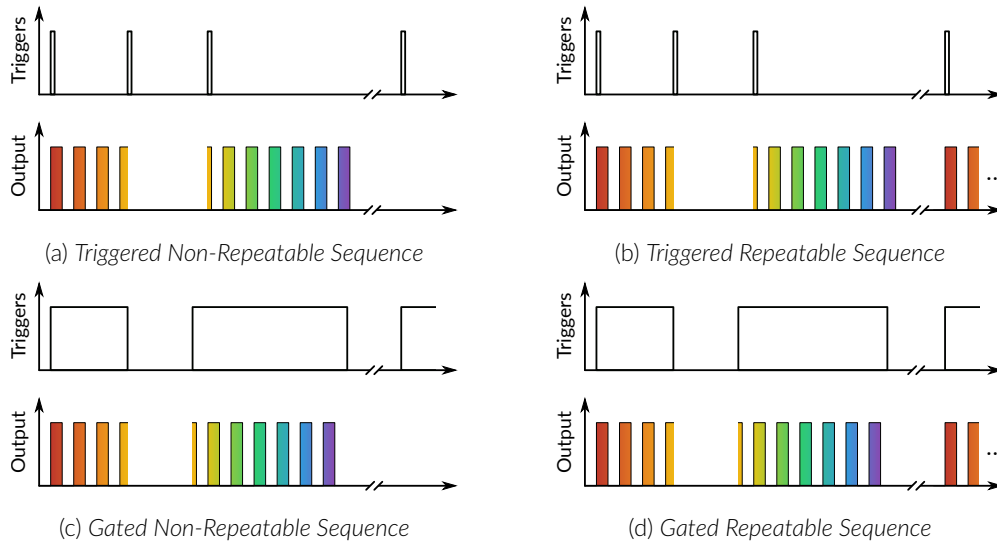 Triggers
Output
Triggers
Output
...
(a) Triggered Non-Repeatable Sequence
(b) Triggered Repeatable Sequence
Triggers
Output
Triggers
Output
...
(c) Gated Non-Repeatable Sequence
(d) Gated Repeatable Sequence